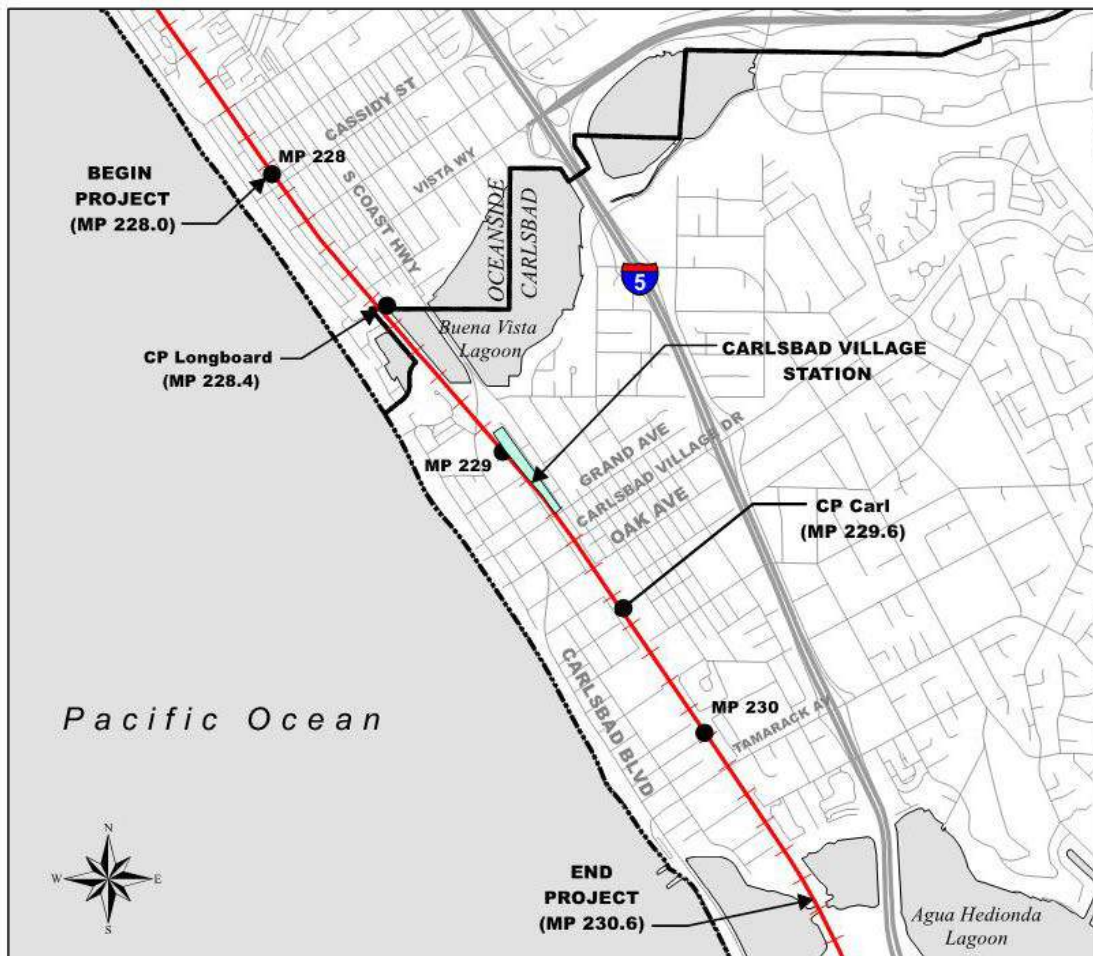 CASSIDY ST
MP 228
BEGIN
PROJECT
(MP 228.0)
VISTA WY
S COAST HWY
OCEANSIDE
CARLSBAD
5
Buena Vista
Lagoon
CP Longboard
(MP 228.4)
CARLSBAD VILLAGE
STATION
MP 229
GRAND AVE
CARLSBAD VILLAGE DR
OAK AVE
CP Carl
(MP 229.6)
CARLSBAD BLVD
Pacific Ocean
MP 230
TAMARACK AV
END
PROJECT
(MP 230.6)
Agua Hedionda
Lagoon
N
W
E
S